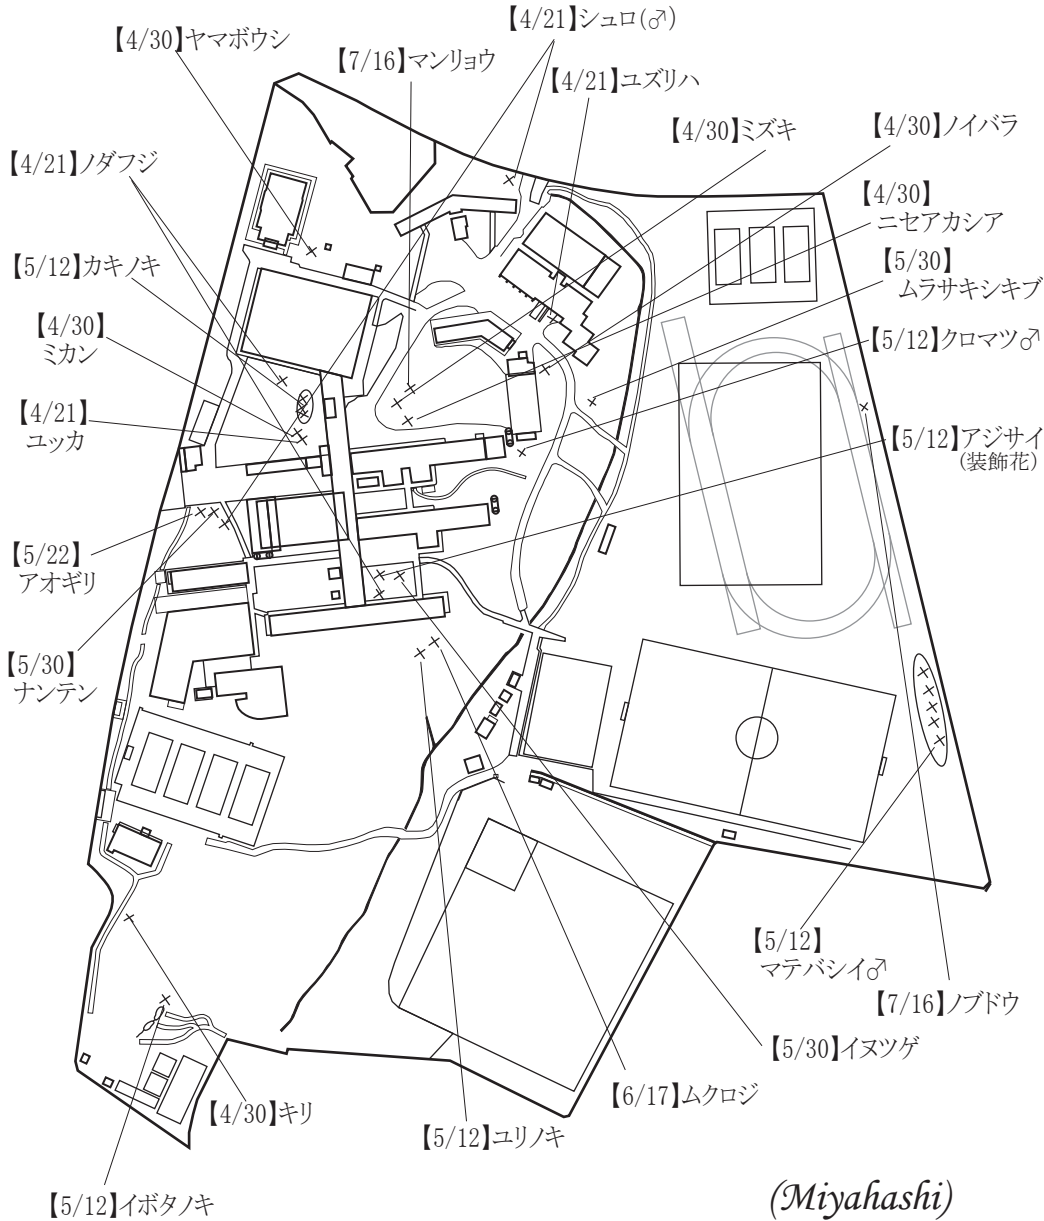 【4/21】シュロ(♂)
【4/30】ヤマボウシ
【7/16】マンリョウ
【4/21】ユズリハ
【4/30】ミズキ
【4/30】ノイバラ
【4/21】ノダフジ
【4/30】
ニセアカシア
【5/12】カキノキ
【5/30】
ムラサキシキブ
【4/30】
ミカン
【5/12】クロマツ♂
【4/21】
ユッカ
【5/12】アジサイ
(装飾花)
【5/22】
アオギリ
【5/30】
ナンテン
【5/12】
マテバシイ♂
【7/16】ノブドウ
【5/30】イヌツゲ
【6/17】ムクロジ
【4/30】キリ
【5/12】ユリノキ
【5/12】イボタノキ
(Miyahashi)